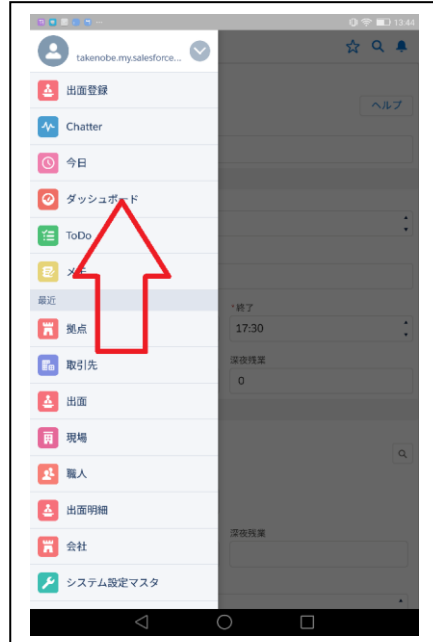 13:44
takenobe.my.salesforce...
出面登録
ヘルプ
Chatter
今日
ダッシュボード
ToDo
メモ
最近
*終了
拠点
17:30
取引先
深夜残業
0
出面
現場
職人
出面明細
深夜残業
会社
システム設定マスタ